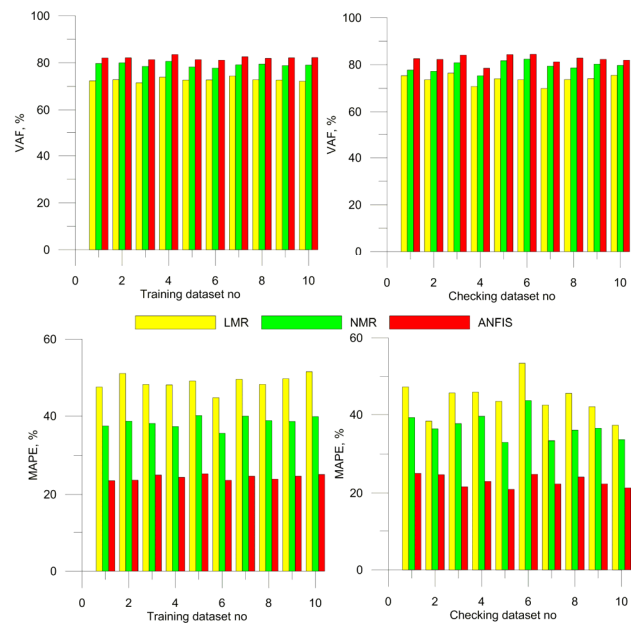 100
80
60
40
20
0
VAF, %
0 2 4 6 8 10
Training dataset no
100
80
60
40
20
0
VAF, %
0 2 4 6 8 10
Checking dataset no
LMR NMR ANFIS
60
40
20
0
MAPE, %
0 2 4 6 8 10
Training dataset no
60
40
20
0
MAPE, %
0 2 4 6 8 10
Checking dataset no